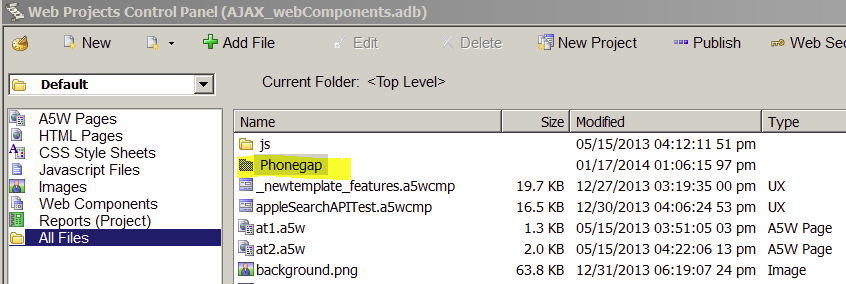 Web Projects Control Panel (AJAX_webComponents.adb)
New Add File Edit Delete New Project Publish Web Sec
Default Current Folder: <Top Level>
A5W Pages
HTML Pages
CSS Style Sheets
Javascript Files
Images
Web Components
Reports (Project)
All Files
Name Size Modified Type
js 05/15/2013 04:12:11 51 pm
Phonegap 01/17/2014 01:06:15 97 pm
_newtemplate_features.a5wcmp 19.7 KB 12/27/2013 03:19:35 00 pm UX
appleSearchAPITest.a5wcmp 16.5 KB 12/30/2013 04:06:24 53 pm UX
at1.a5w 1.3 KB 05/15/2013 03:51:05 03 pm A5W Page
at2.a5w 2.0 KB 05/15/2013 04:22:06 13 pm A5W Page
background.png 63.8 KB 12/31/2013 06:19:07 24 pm Image